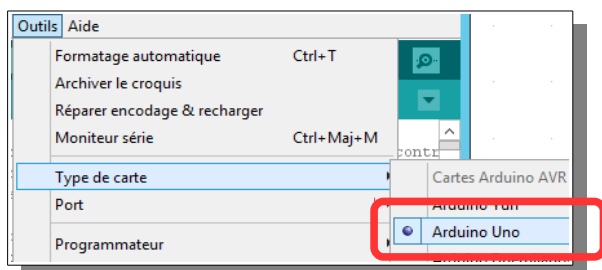 Outils Aide
Formatage automatique Ctrl+T
Archiver le croquis
Réparer encodage & recharger
Moniteur série Ctrl+Maj+M
contr
Type de carte
Cartes Arduino AVR
Port
Arduino Yún
Arduino Uno
Programmateur